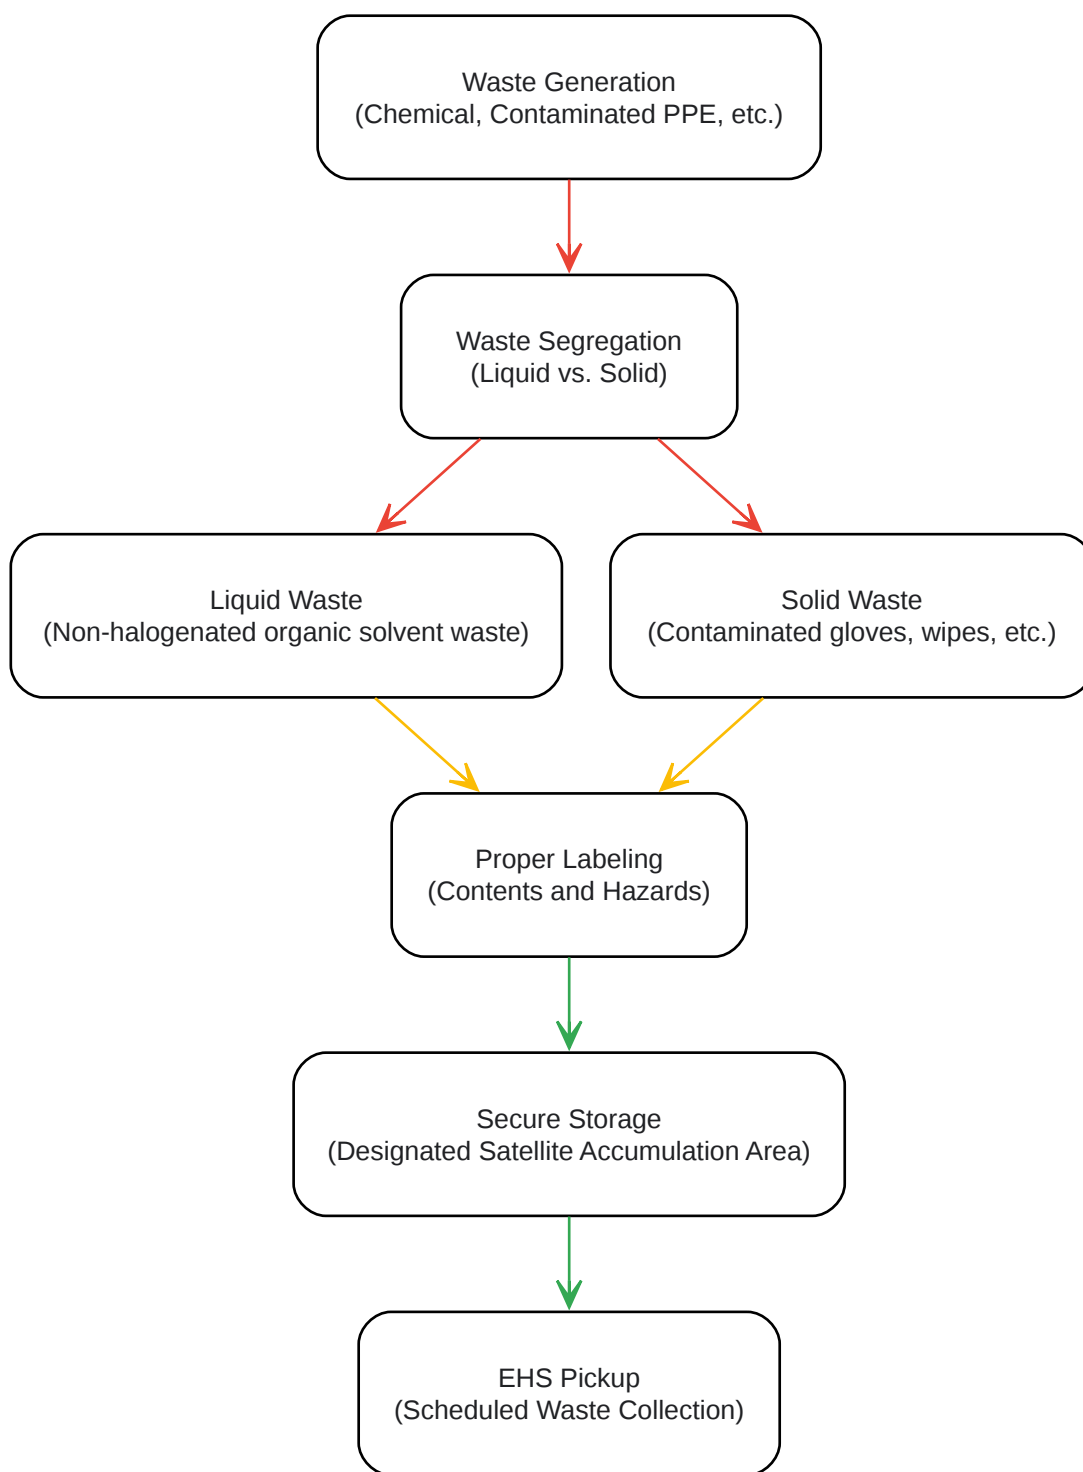 Waste Generation
(Chemical, Contaminated PPE, etc.)
Waste Segregation
(Liquid vs. Solid)
Liquid Waste
(Non-halogenated organic solvent waste)
Solid Waste
(Contaminated gloves, wipes, etc.)
Proper Labeling
(Contents and Hazards)
Secure Storage
(Designated Satellite Accumulation Area)
EHS Pickup
(Scheduled Waste Collection)